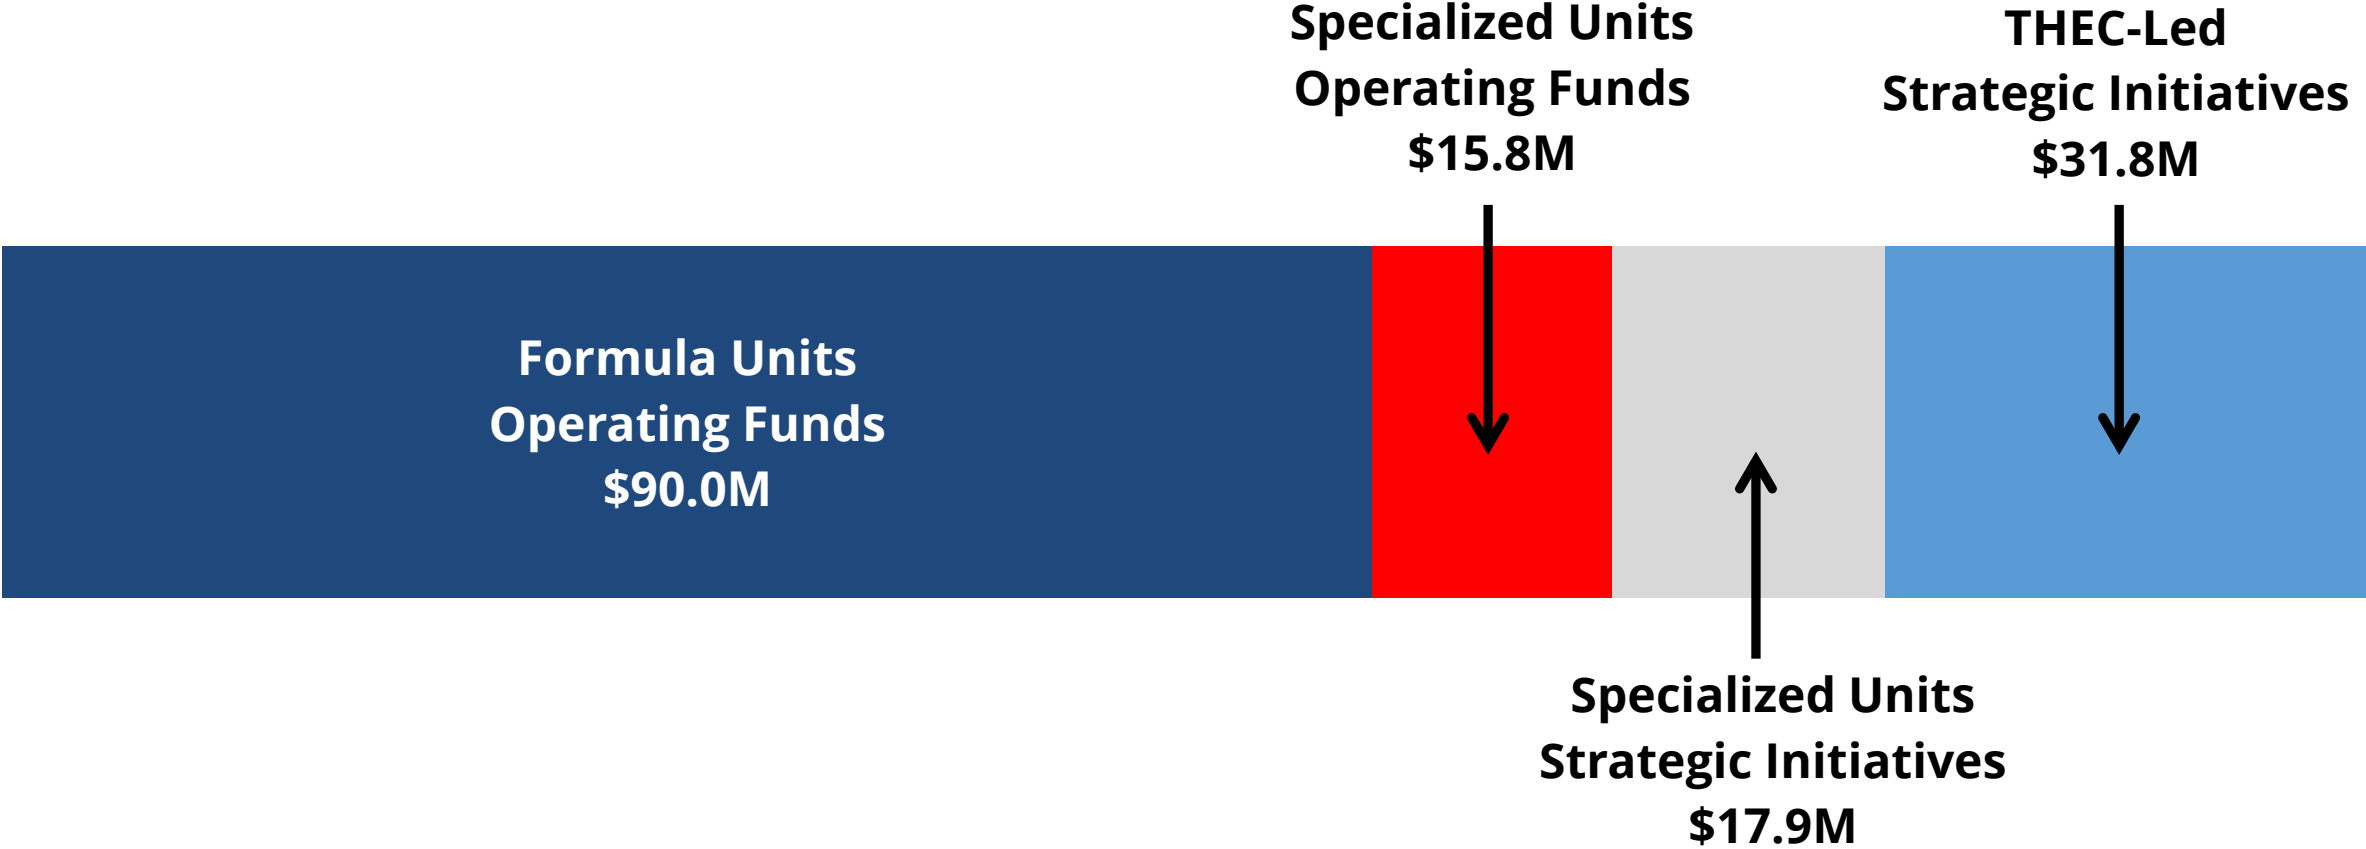 Specialized Units
Operating Funds
$15.8M
THEC-Led
Strategic Initiatives
$31.8M
Formula Units
Operating Funds
$90.0M
Specialized Units
Strategic Initiatives
$17.9M